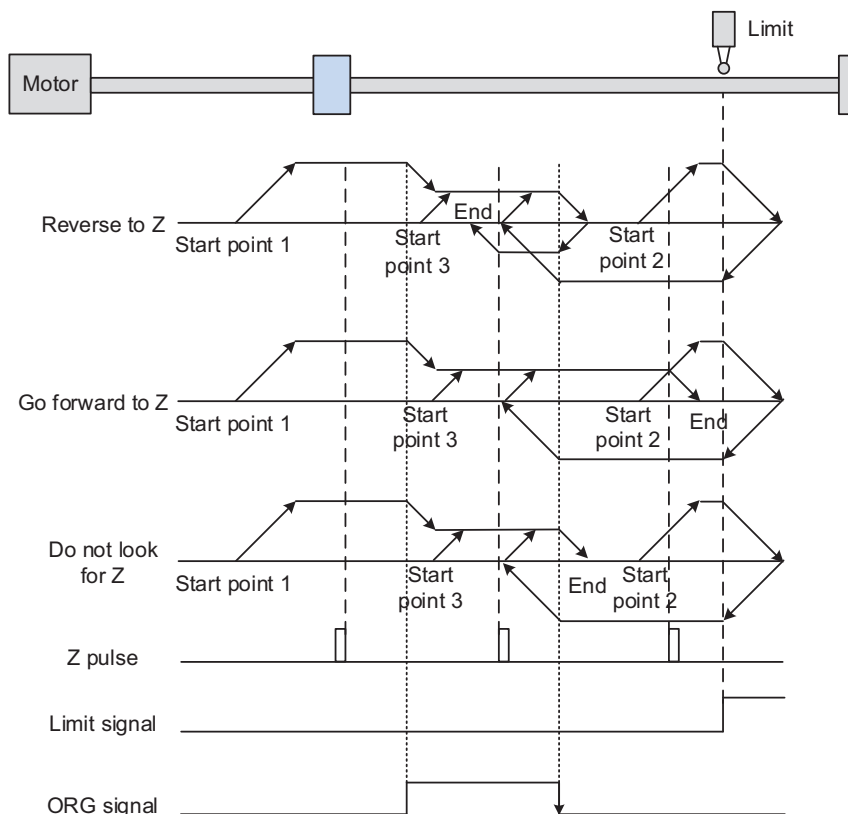 Limit
Motor
Reverse to Z
Start point 1
Start
point 3
End
Start
point 2
Go forward to Z
Start point 1
Start
point 3
Start
point 2
End
Do not look
for Z
Start point 1
Start
point 3
End
Start
point 2
Z pulse
Limit signal
ORG signal